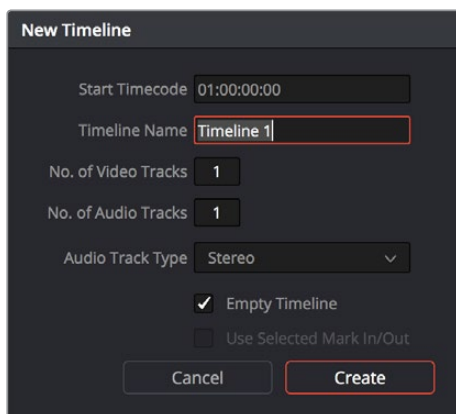 New Timeline
Start Timecode 01:00:00:00
Timeline Name Timeline 1
No. of Video Tracks 1
No. of Audio Tracks 1
Audio Track Type Stereo
Empty Timeline
Use Selected Mark In/Out
Cancel Create